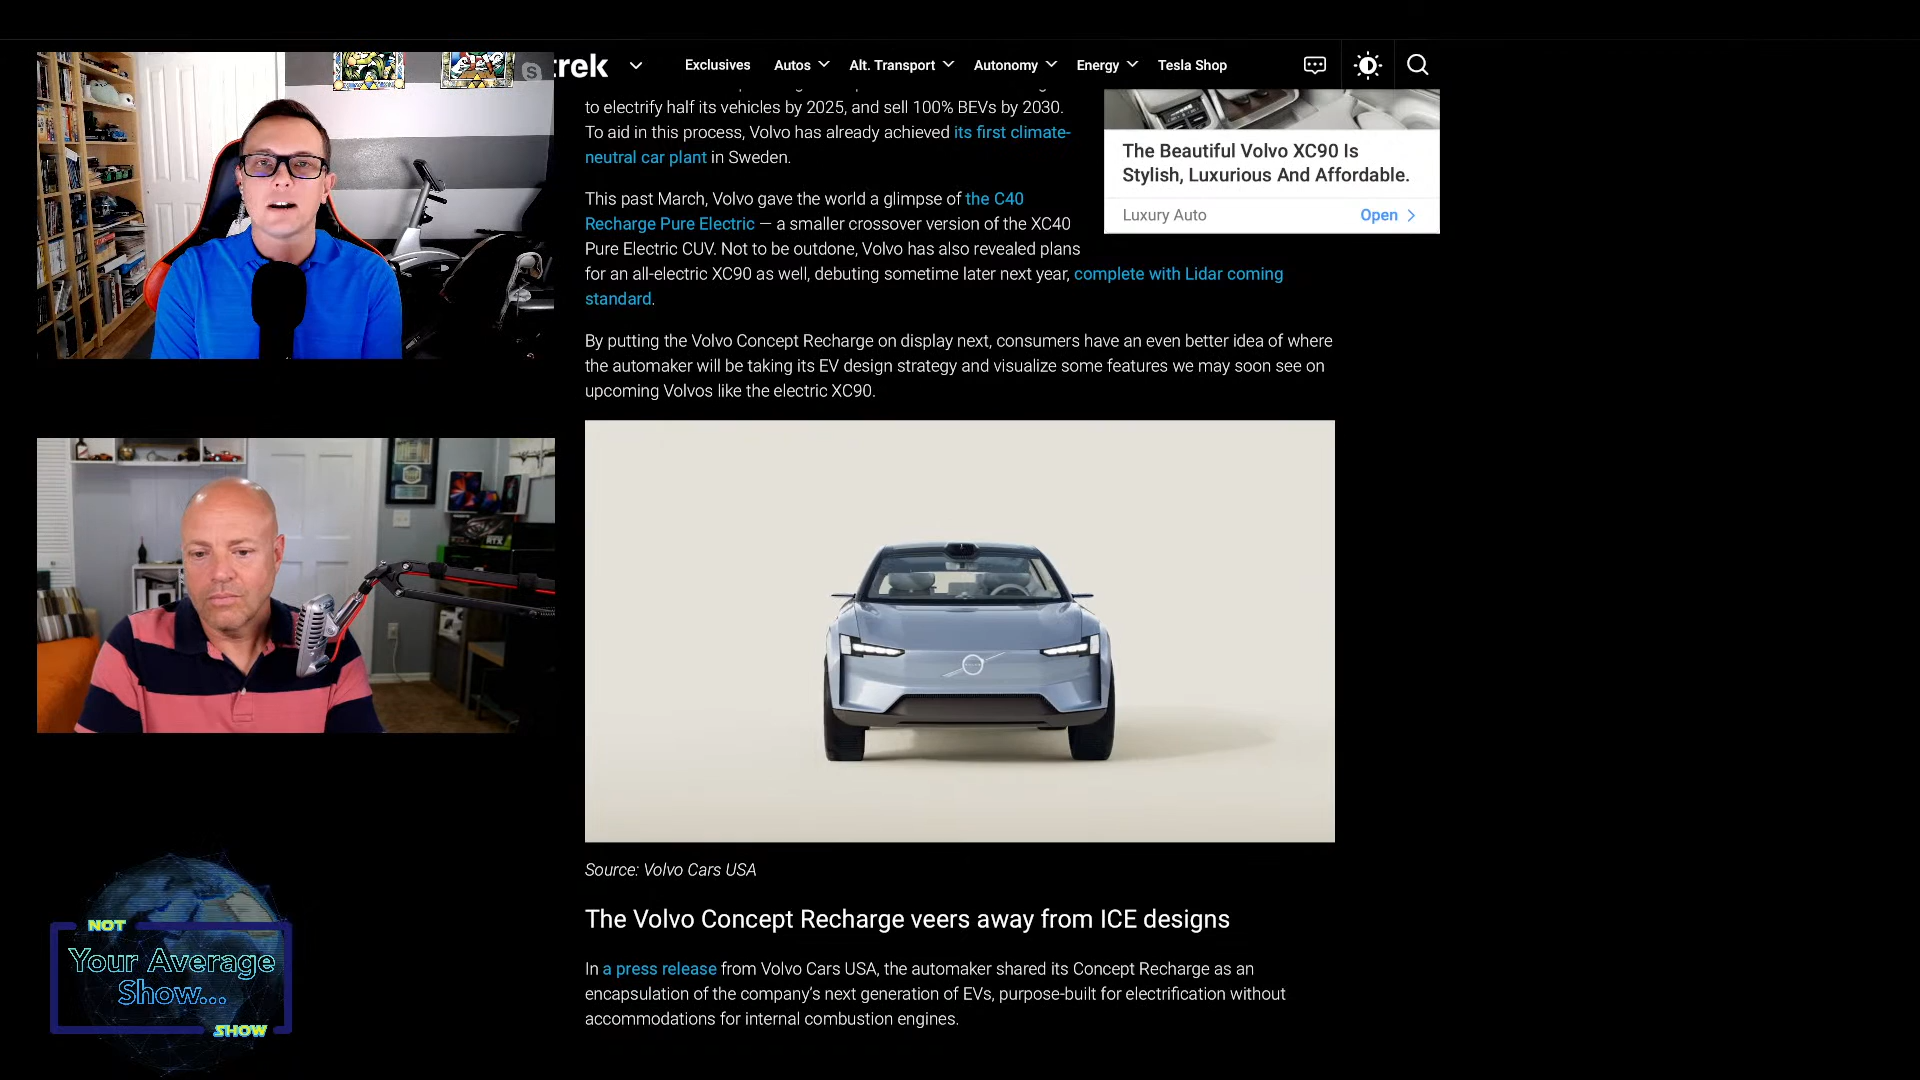 trek
Exclusives Autos Alt. Transport Autonomy Energy Tesla Shop
to electrify half its vehicles by 2025, and sell 100% BEVs by 2030.
To aid in this process, Volvo has already achieved its first climate-
neutral car plant in Sweden.
The Beautiful Volvo XC90 Is
Stylish, Luxurious And Affordable.
Luxury Auto Open
This past March, Volvo gave the world a glimpse of the C40
Recharge Pure Electric — a smaller crossover version of the XC40
Pure Electric CUV. Not to be outdone, Volvo has also revealed plans
for an all-electric XC90 as well, debuting sometime later next year, complete with Lidar coming
standard.
By putting the Volvo Concept Recharge on display next, consumers have an even better idea of where
the automaker will be taking its EV design strategy and visualize some features we may soon see on
upcoming Volvos like the electric XC90.
RTX
Source: Volvo Cars USA
The Volvo Concept Recharge veers away from ICE designs
In a press release from Volvo Cars USA, the automaker shared its Concept Recharge as an
encapsulation of the company's next generation of EVs, purpose-built for electrification without
accommodations for internal combustion engines.
NOT
Your Average
Show...
SHOW